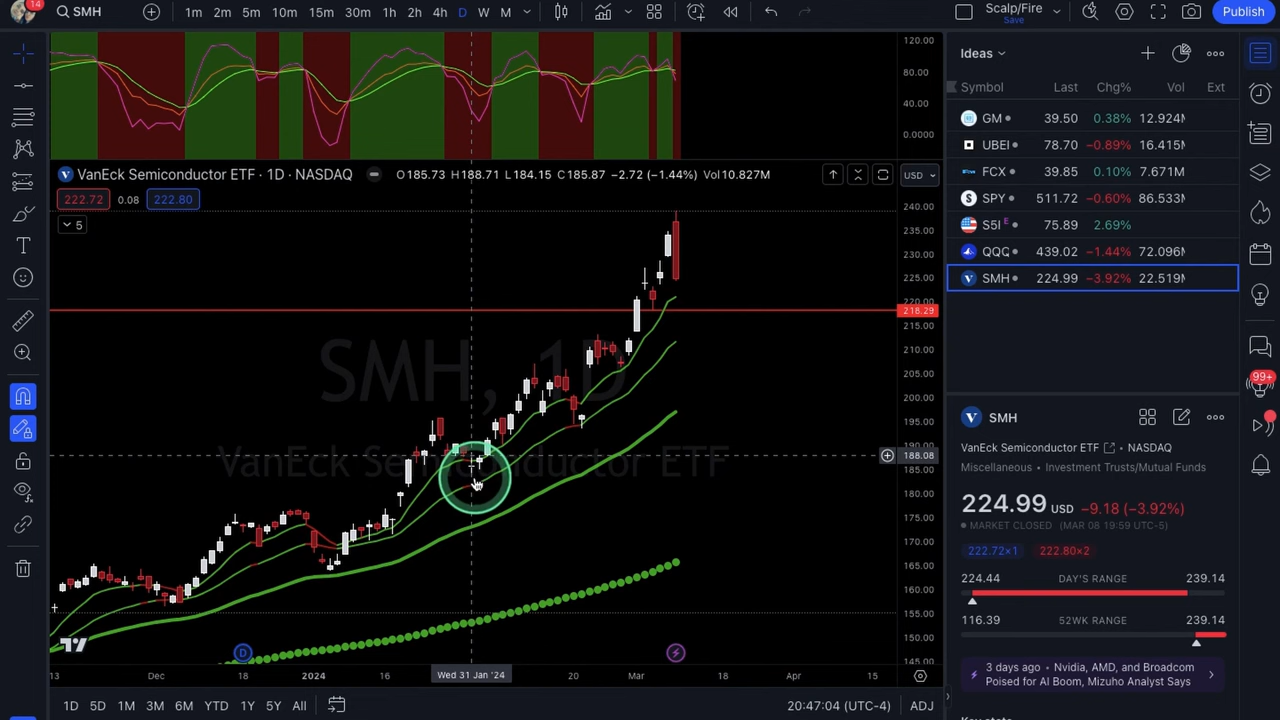 14
SMH
1m 2m 5m 10m 15m 30m 1h 2h 4h D W M
Scalp/Fire
Save
Publish
120.00
80.00
40.00
0.0000
VanEck Semiconductor ETF · 1D · NASDAQ
O185.73 H188.71 L184.15 C185.87 −2.72 (−1.44%) Vol10.827M
USD
222.72 0.08 222.80
5
240.00
235.00
230.00
225.00
220.00
218.29
215.00
210.00
205.00
200.00
195.00
190.00
188.08
185.00
180.00
175.00
170.00
165.00
160.00
155.00
150.00
145.00
SMH, 1D
VanEck Semiconductor ETF
D
13 Dec 18 2024 16 Wed 31 Jan '24 20 Mar 18 Apr 15
1D 5D 1M 3M 6M YTD 1Y 5Y All
20:47:04 (UTC-4) ADJ
Ideas
Symbol Last Chg% Vol Ext
GM 39.50 0.38% 12.924M
UBER 78.70 −0.89% 16.415M
FCX 39.85 0.10% 7.671M
SPY 511.72 −0.60% 86.533M
S5I E 75.89 2.69%
QQQ 439.02 −1.44% 72.096M
SMH 224.99 −3.92% 22.519M
99+
SMH
VanEck Semiconductor ETF · NASDAQ
Miscellaneous · Investment Trusts/Mutual Funds
224.99 USD −9.18 (−3.92%)
MARKET CLOSED (MAR 08 19:59 UTC-5)
222.72×1 222.80×2
224.44 DAY'S RANGE 239.14
116.39 52WK RANGE 239.14
3 days ago · Nvidia, AMD, and Broadcom
Poised for AI Boom, Mizuho Analyst Says